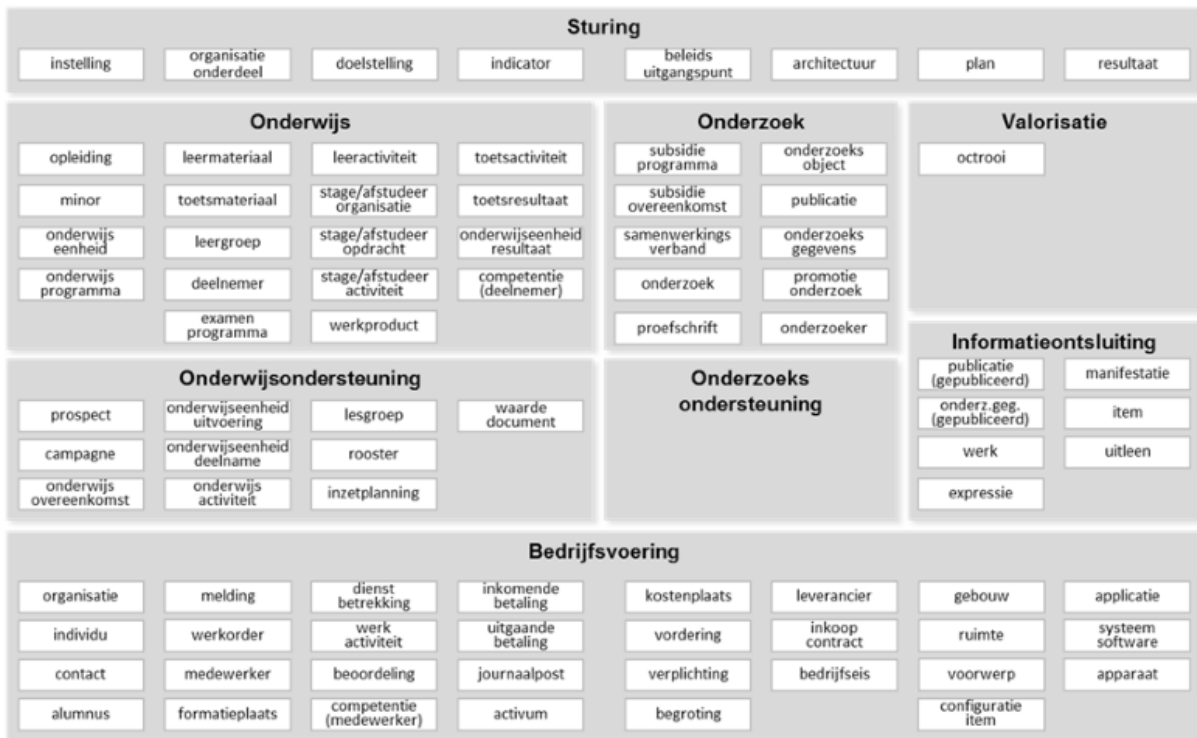 Sturing
instelling
organisatie
onderdeel
doelstelling
indicator
beleids
uitgangspunt
architectuur
plan
resultaat
Onderwijs
opleiding
leermateriaal
leeractiviteit
toetsactiviteit
minor
toetsmateriaal
stage/afstudeer
organisatie
toetsresultaat
onderwijs
eenheid
leergroep
stage/afstudeer
opdracht
onderwijseenheid
resultaat
onderwijs
programma
deelnemer
stage/afstudeer
activiteit
competentie
(deelnemer)
examen
programma
werkproduct
Onderzoek
subsidie
programma
onderzoeks
object
subsidie
overeenkomst
publicatie
samenwerkings
verband
onderzoeks
gegevens
onderzoek
promotie
onderzoek
proefschrift
onderzoeker
Valorisatie
octrooi
Onderwijsondersteuning
prospect
onderwijseenheid
uitvoering
lesgroep
waarde
document
campagne
onderwijseenheid
deelname
rooster
onderwijs
overeenkomst
onderwijs
activiteit
inzetplanning
Onderzoeks
ondersteuning
Informatieontsluiting
publicatie
(gepubliceerd)
manifestatie
onderz.geg.
(gepubliceerd)
item
werk
uitleen
expressie
Bedrijfsvoering
organisatie
melding
dienst
betrekking
inkomende
betaling
kostenplaats
leverancier
gebouw
applicatie
individu
werkorder
werk
activiteit
uitgaande
betaling
vordering
inkoop
contract
ruimte
systeem
software
contact
medewerker
beoordeling
journaalpost
verplichting
bedrijfseis
voorwerp
apparaat
alumnus
formatieplaats
competentie
(medewerker)
activum
begroting
configuratie
item